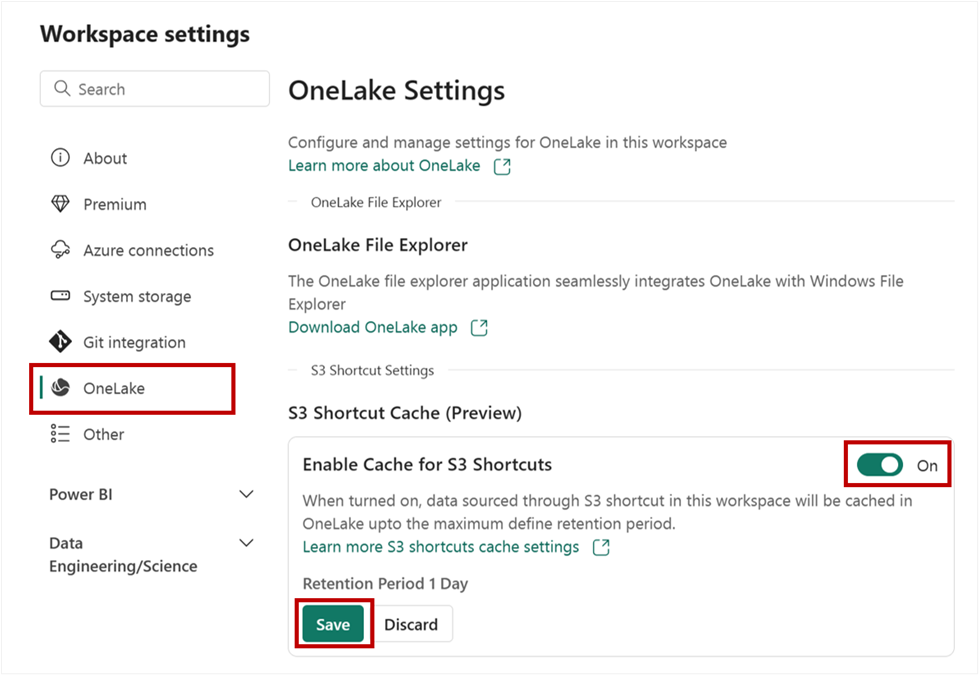 Workspace settings
Search
About
Premium
Azure connections
System storage
Git integration
OneLake
Other
Power BI
Data
Engineering/Science
OneLake Settings
Configure and manage settings for OneLake in this workspace
Learn more about OneLake
OneLake File Explorer
OneLake File Explorer
The OneLake file explorer application seamlessly integrates OneLake with Windows File
Explorer
Download OneLake app
S3 Shortcut Settings
S3 Shortcut Cache (Preview)
Enable Cache for S3 Shortcuts
On
When turned on, data sourced through S3 shortcut in this workspace will be cached in
OneLake upto the maximum define retention period.
Learn more S3 shortcuts cache settings
Retention Period 1 Day
Save
Discard